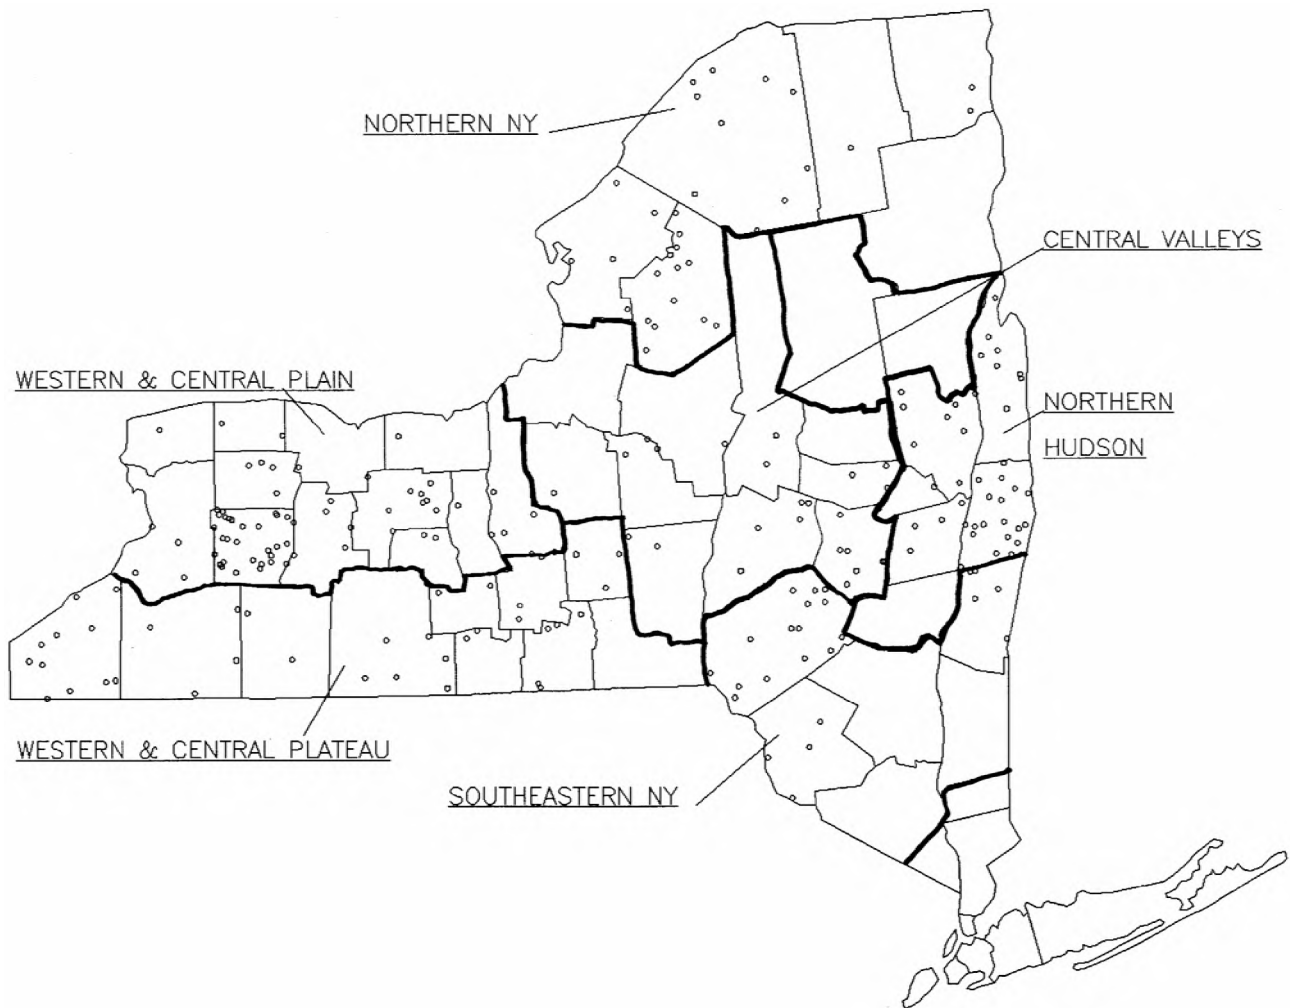 NORTHERN NY
CENTRAL VALLEYS
WESTERN & CENTRAL PLAIN
NORTHERN
HUDSON
WESTERN & CENTRAL PLATEAU
SOUTHEASTERN NY